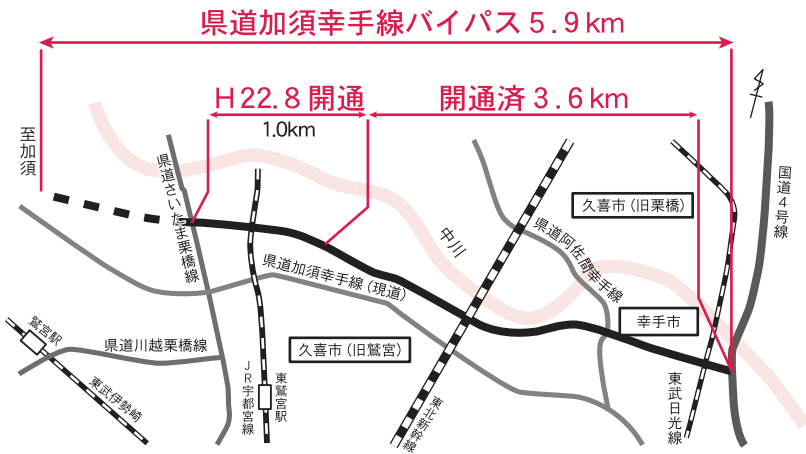 県道加須幸手線バイパス5.9km
H22.8開通
開通済3.6km
1.0km
至加須
県道さいたま栗橋線
中川
久喜市(旧栗橋)
国道4号線
県道阿佐間幸手線
県道加須幸手線(現道)
幸手市
鷲宮駅
県道川越栗橋線
久喜市(旧鷲宮)
東武伊勢崎
JR宇都宮線
東鷲宮駅
東北新幹線
東武日光線